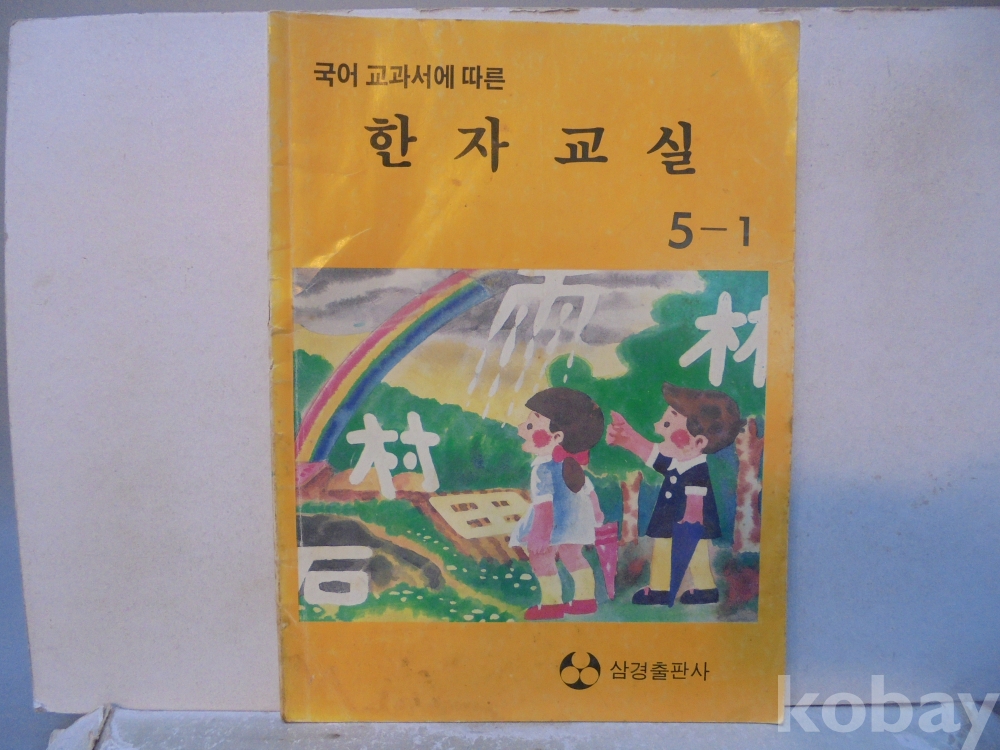 국어 교과서에 따른
한 자 교 실
5-1
雨
林
村
田
石
삼경출판사
kobay